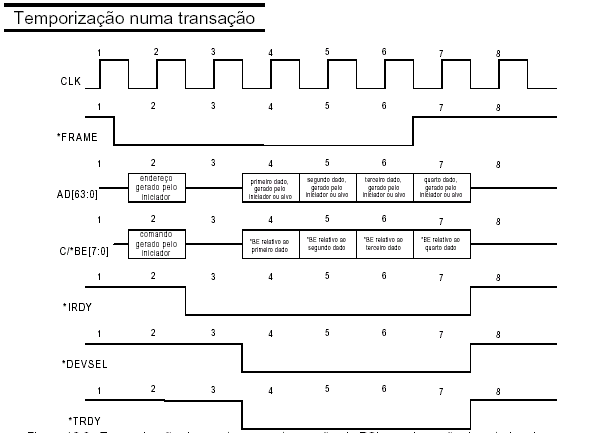 Temporização numa transação
1 2 3 4 5 6 7 8
CLK
1 2 3 4 5 6 7 8
*FRAME
1 2 3 4 5 6 7 8
AD[63:0]
endereço
gerado pelo
iniciador
primeiro dado,
gerado pelo
iniciador ou alvo
segundo dado,
gerado pelo
iniciador ou alvo
terceiro dado,
gerado pelo
iniciador ou alvo
quarto dado,
gerado pelo
iniciador ou alvo
1 2 3 4 5 6 7 8
C/*BE[7:0]
comando
gerado pelo
iniciador
*BE relativo ao
primeiro dado
*BE relativo ao
segundo dado
*BE relativo ao
terceiro dado
*BE relativo ao
quarto dado
1 2 3 4 5 6 7 8
*IRDY
1 2 3 4 5 6 7 8
*DEVSEL
1 2 3 4 5 6 7 8
*TRDY